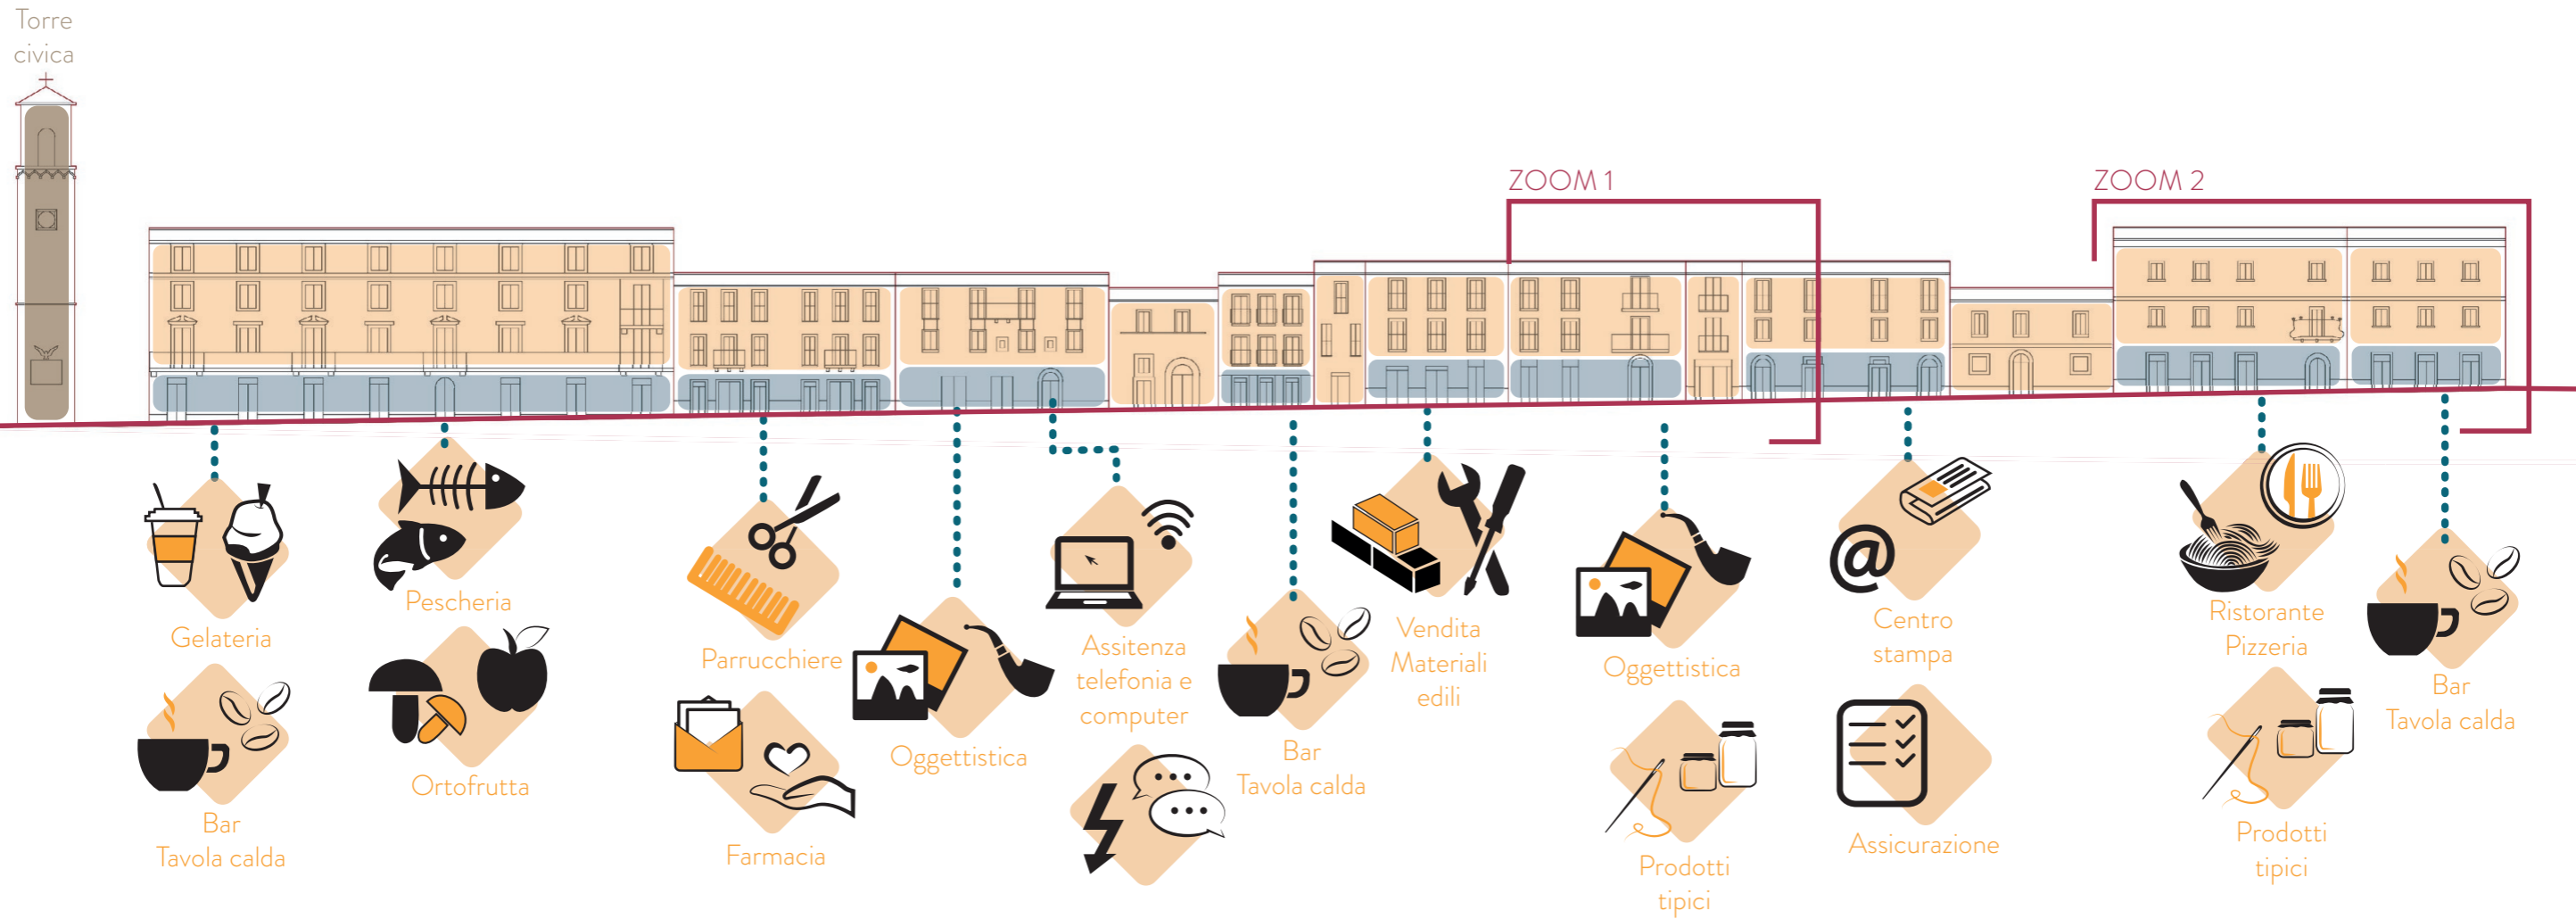 Torre
civica
ZOOM 1
ZOOM 2
Gelateria
Bar
Tavola calda
Pescheria
Ortofrutta
Parrucchiere
Farmacia
Oggettistica
Assitenza
telefonia e
computer
Bar
Tavola calda
Vendita
Materiali
edili
Oggettistica
Prodotti
tipici
@
Centro
stampa
Assicurazione
Ristorante
Pizzeria
Prodotti
tipici
Bar
Tavola calda